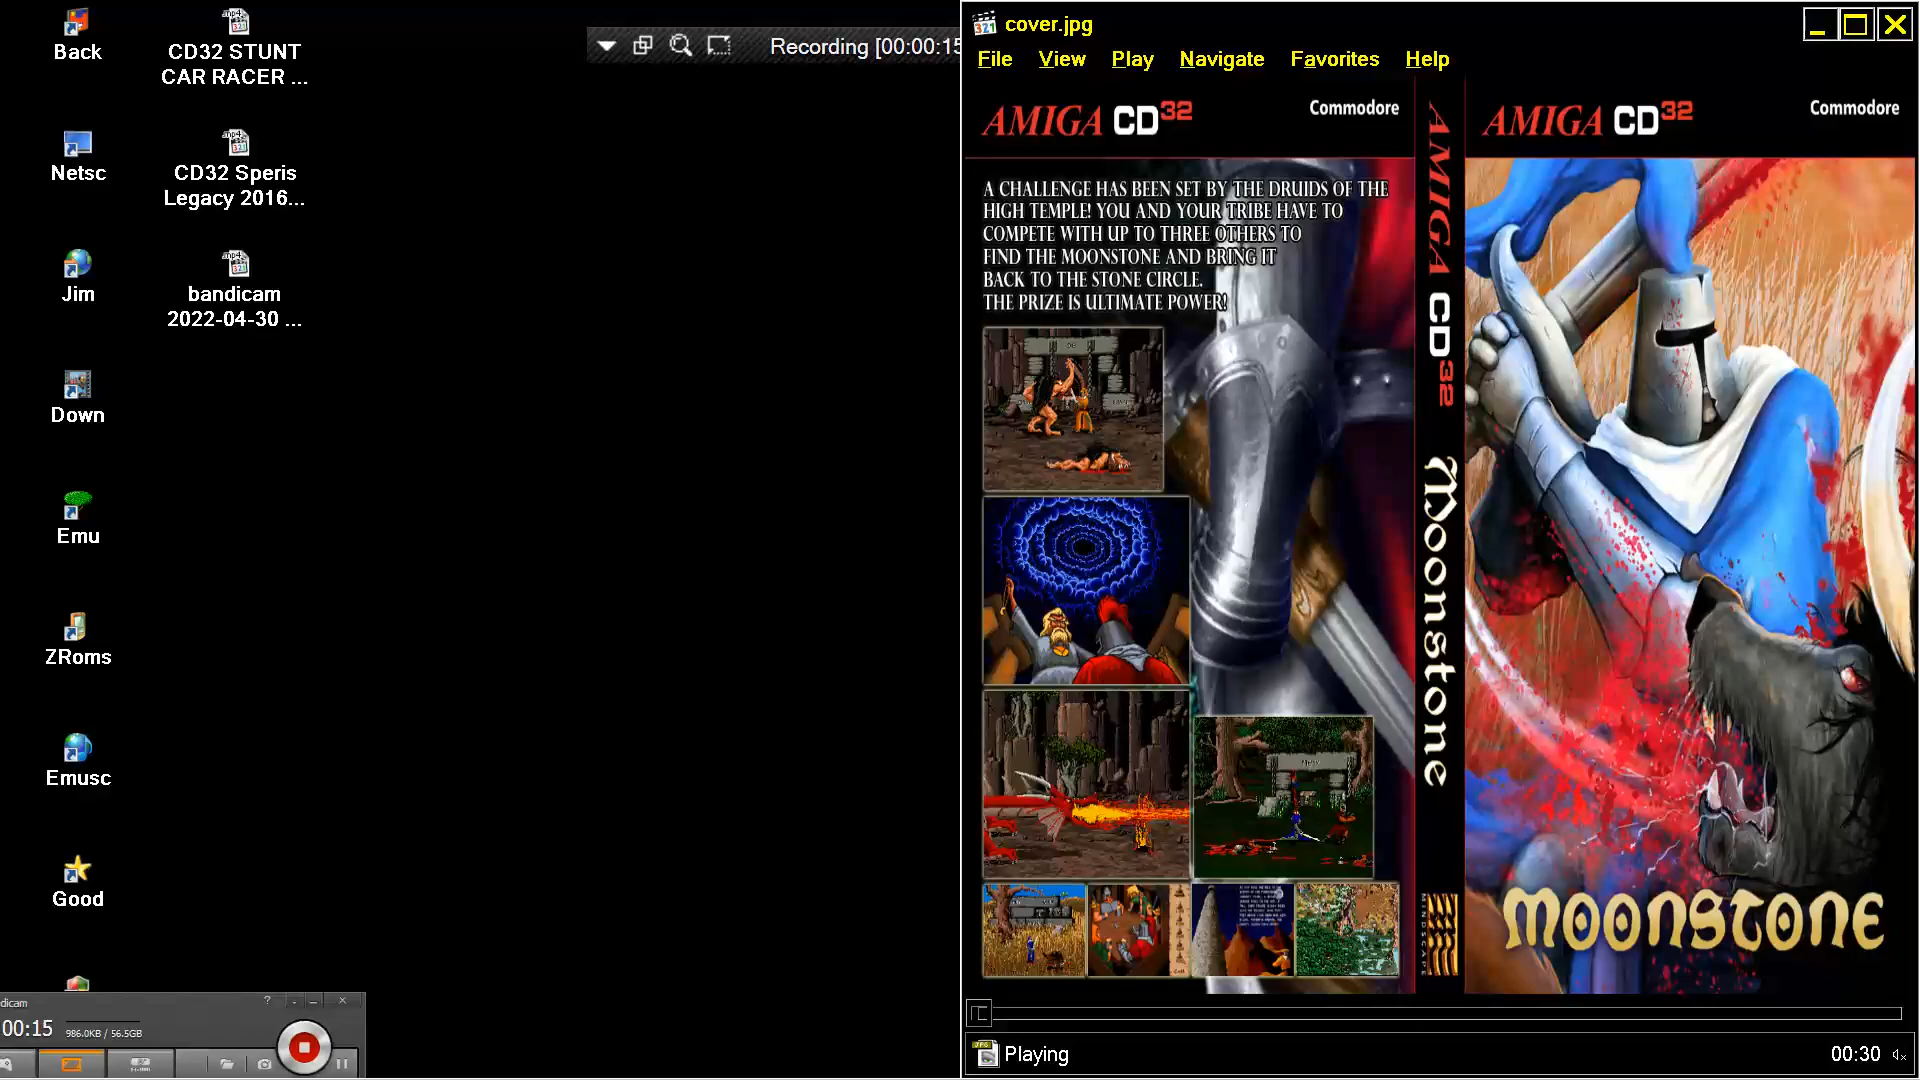 Back
CD32 STUNT
CAR RACER ...
Netsc
CD32 Speris
Legacy 2016...
Jim
bandicam
2022-04-30 ...
Down
Emu
ZRoms
Emusc
Good
Recording [00:00:15
dicam
00:15
986.0KB / 56.5GB
cover.jpg
File View Play Navigate Favorites Help
AMIGA CD32
Commodore
A CHALLENGE HAS BEEN SET BY THE DRUIDS OF THE
HIGH TEMPLE! YOU AND YOUR TRIBE HAVE TO
COMPETE WITH UP TO THREE OTHERS TO
FIND THE MOONSTONE AND BRING IT
BACK TO THE STONE CIRCLE.
THE PRIZE IS ULTIMATE POWER!
AMIGA CD32
Moonstone
MINDSCAPE
AMIGA CD32
Commodore
MOONSTONE
Playing
00:30